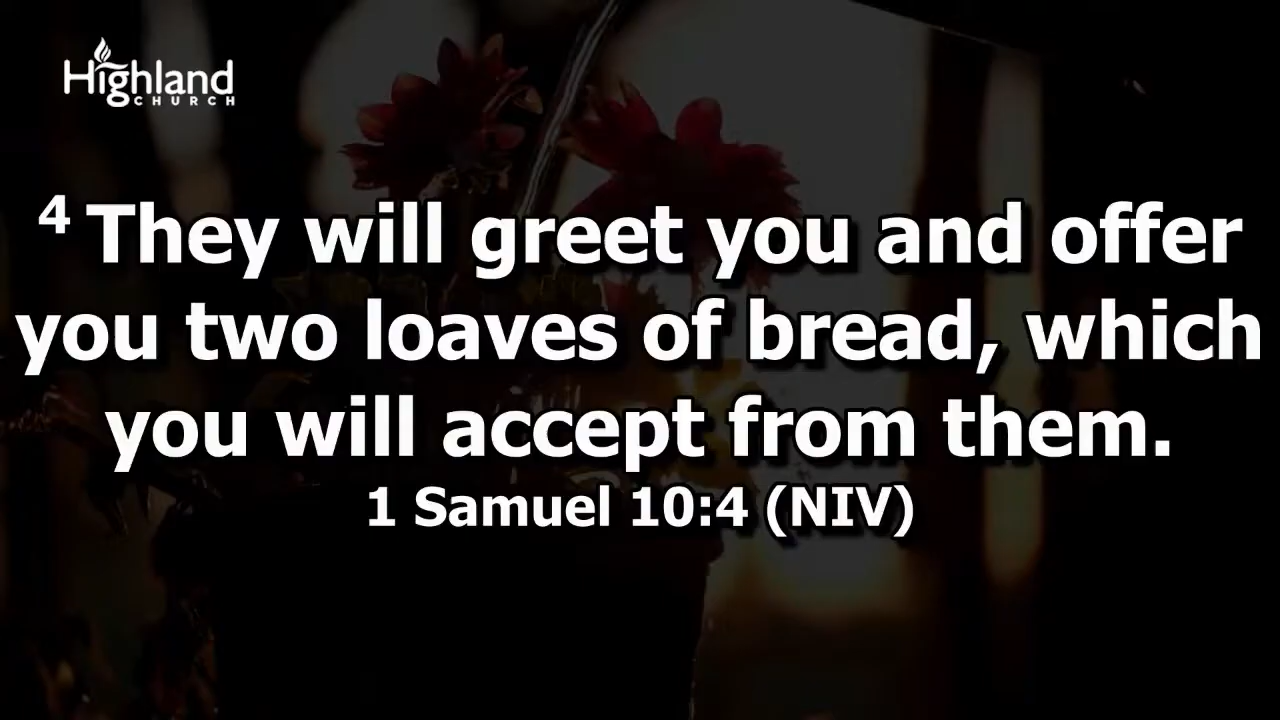 Highland
CHURCH
4 They will greet you and offer
you two loaves of bread, which
you will accept from them.
1 Samuel 10:4 (NIV)